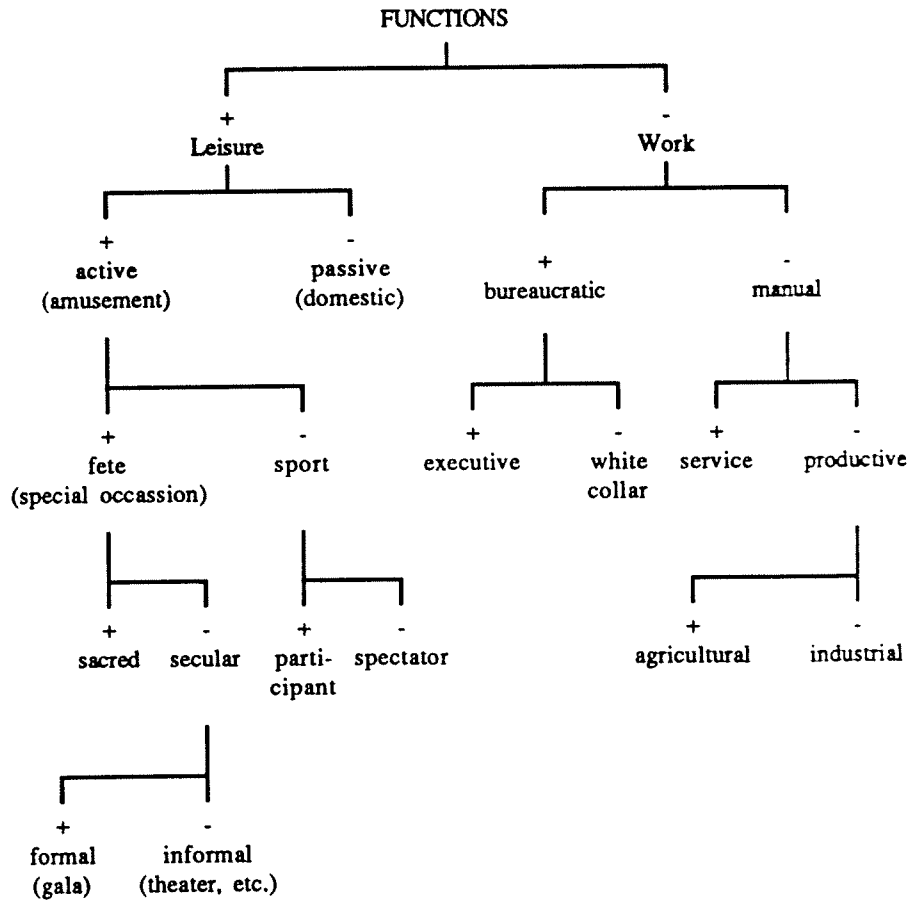 FUNCTIONS
+ -
Leisure Work
+ - + -
active passive bureaucratic manual
(amusement) (domestic)
+ - + - + -
fete sport executive white service productive
(special occassion) collar
+ - + - + -
sacred secular parti- spectator agricultural industrial
cipant
+ -
formal informal
(gala) (theater, etc.)